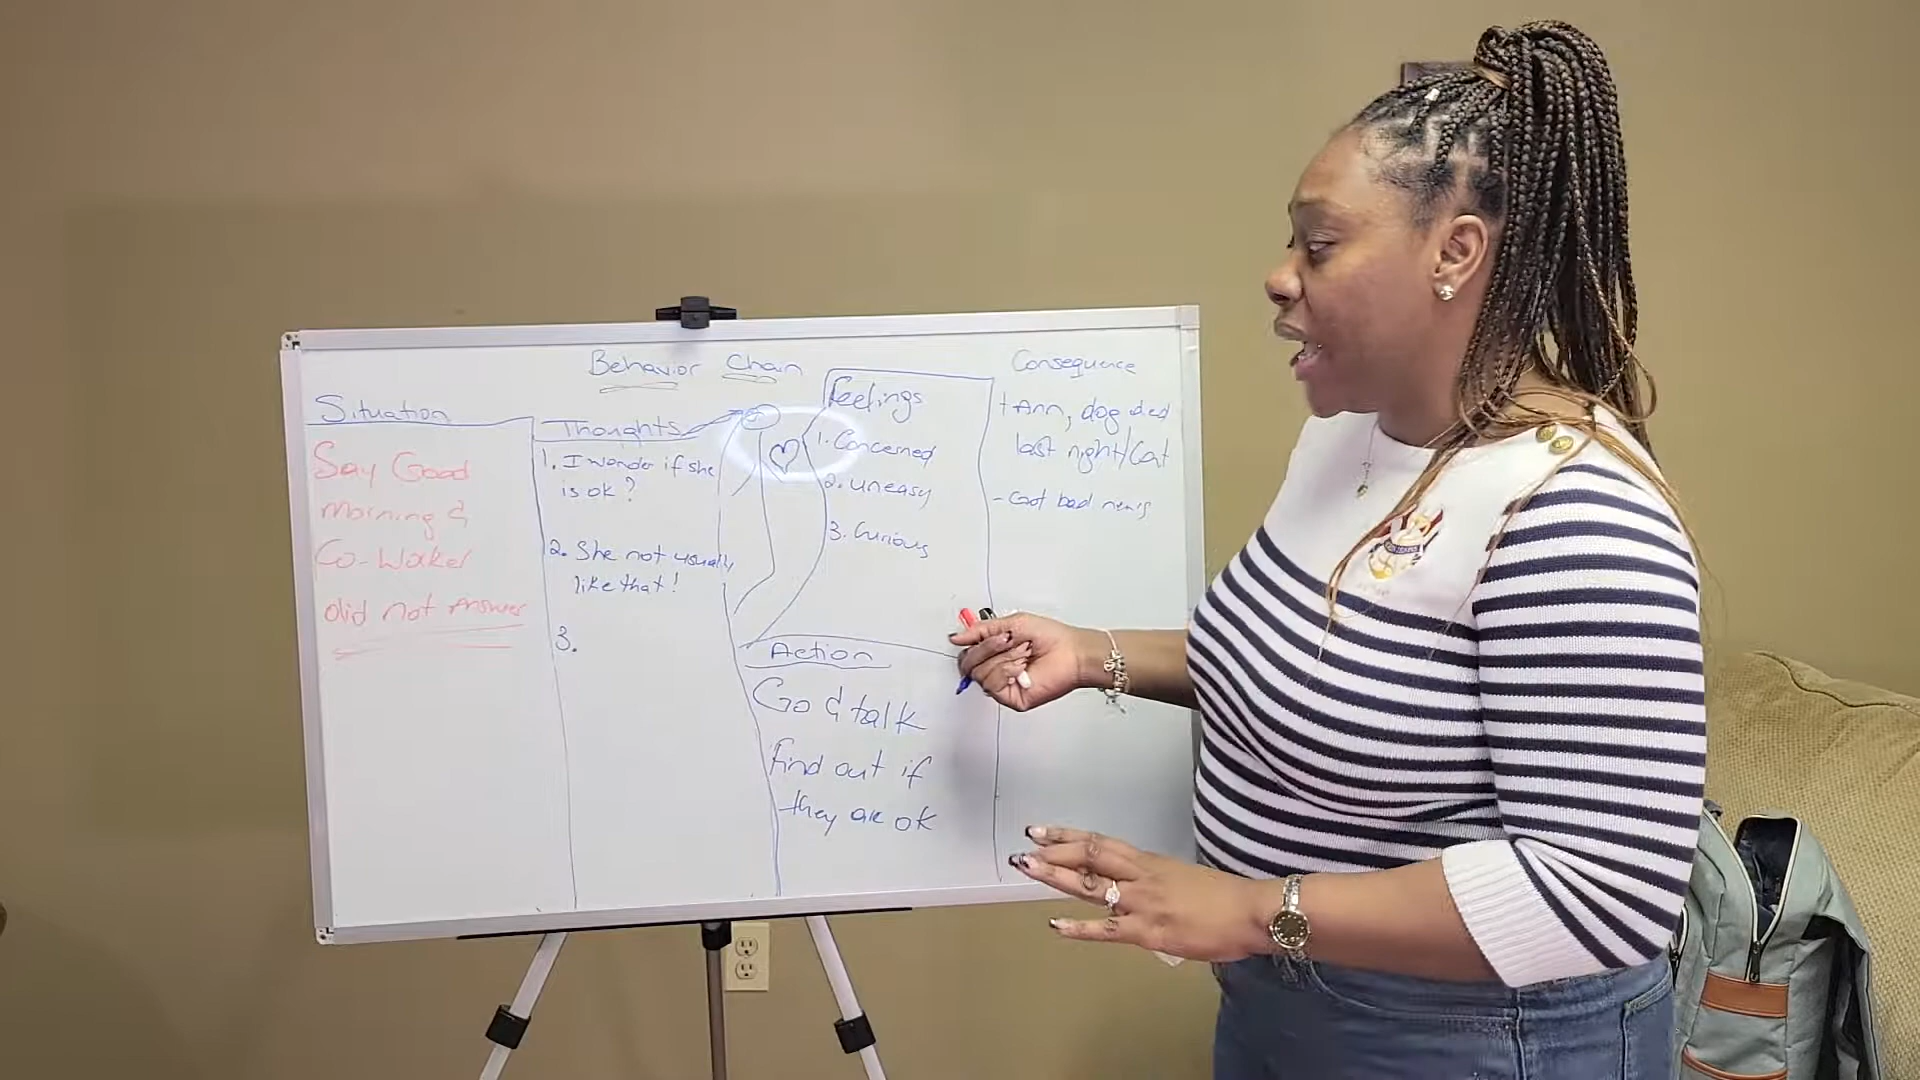 Behavior Chain
Situation
Say Good
morning &
Co-Worker
did not Answer
Thoughts
1. I wonder if she
is ok?
2. She not usually
like that!
3.
Feelings
1. Concerned
2. uneasy
3. Curious
Action
Go & talk
find out if
they are ok
Consequence
Ann, dog died
last night/Cat
- Got bad news